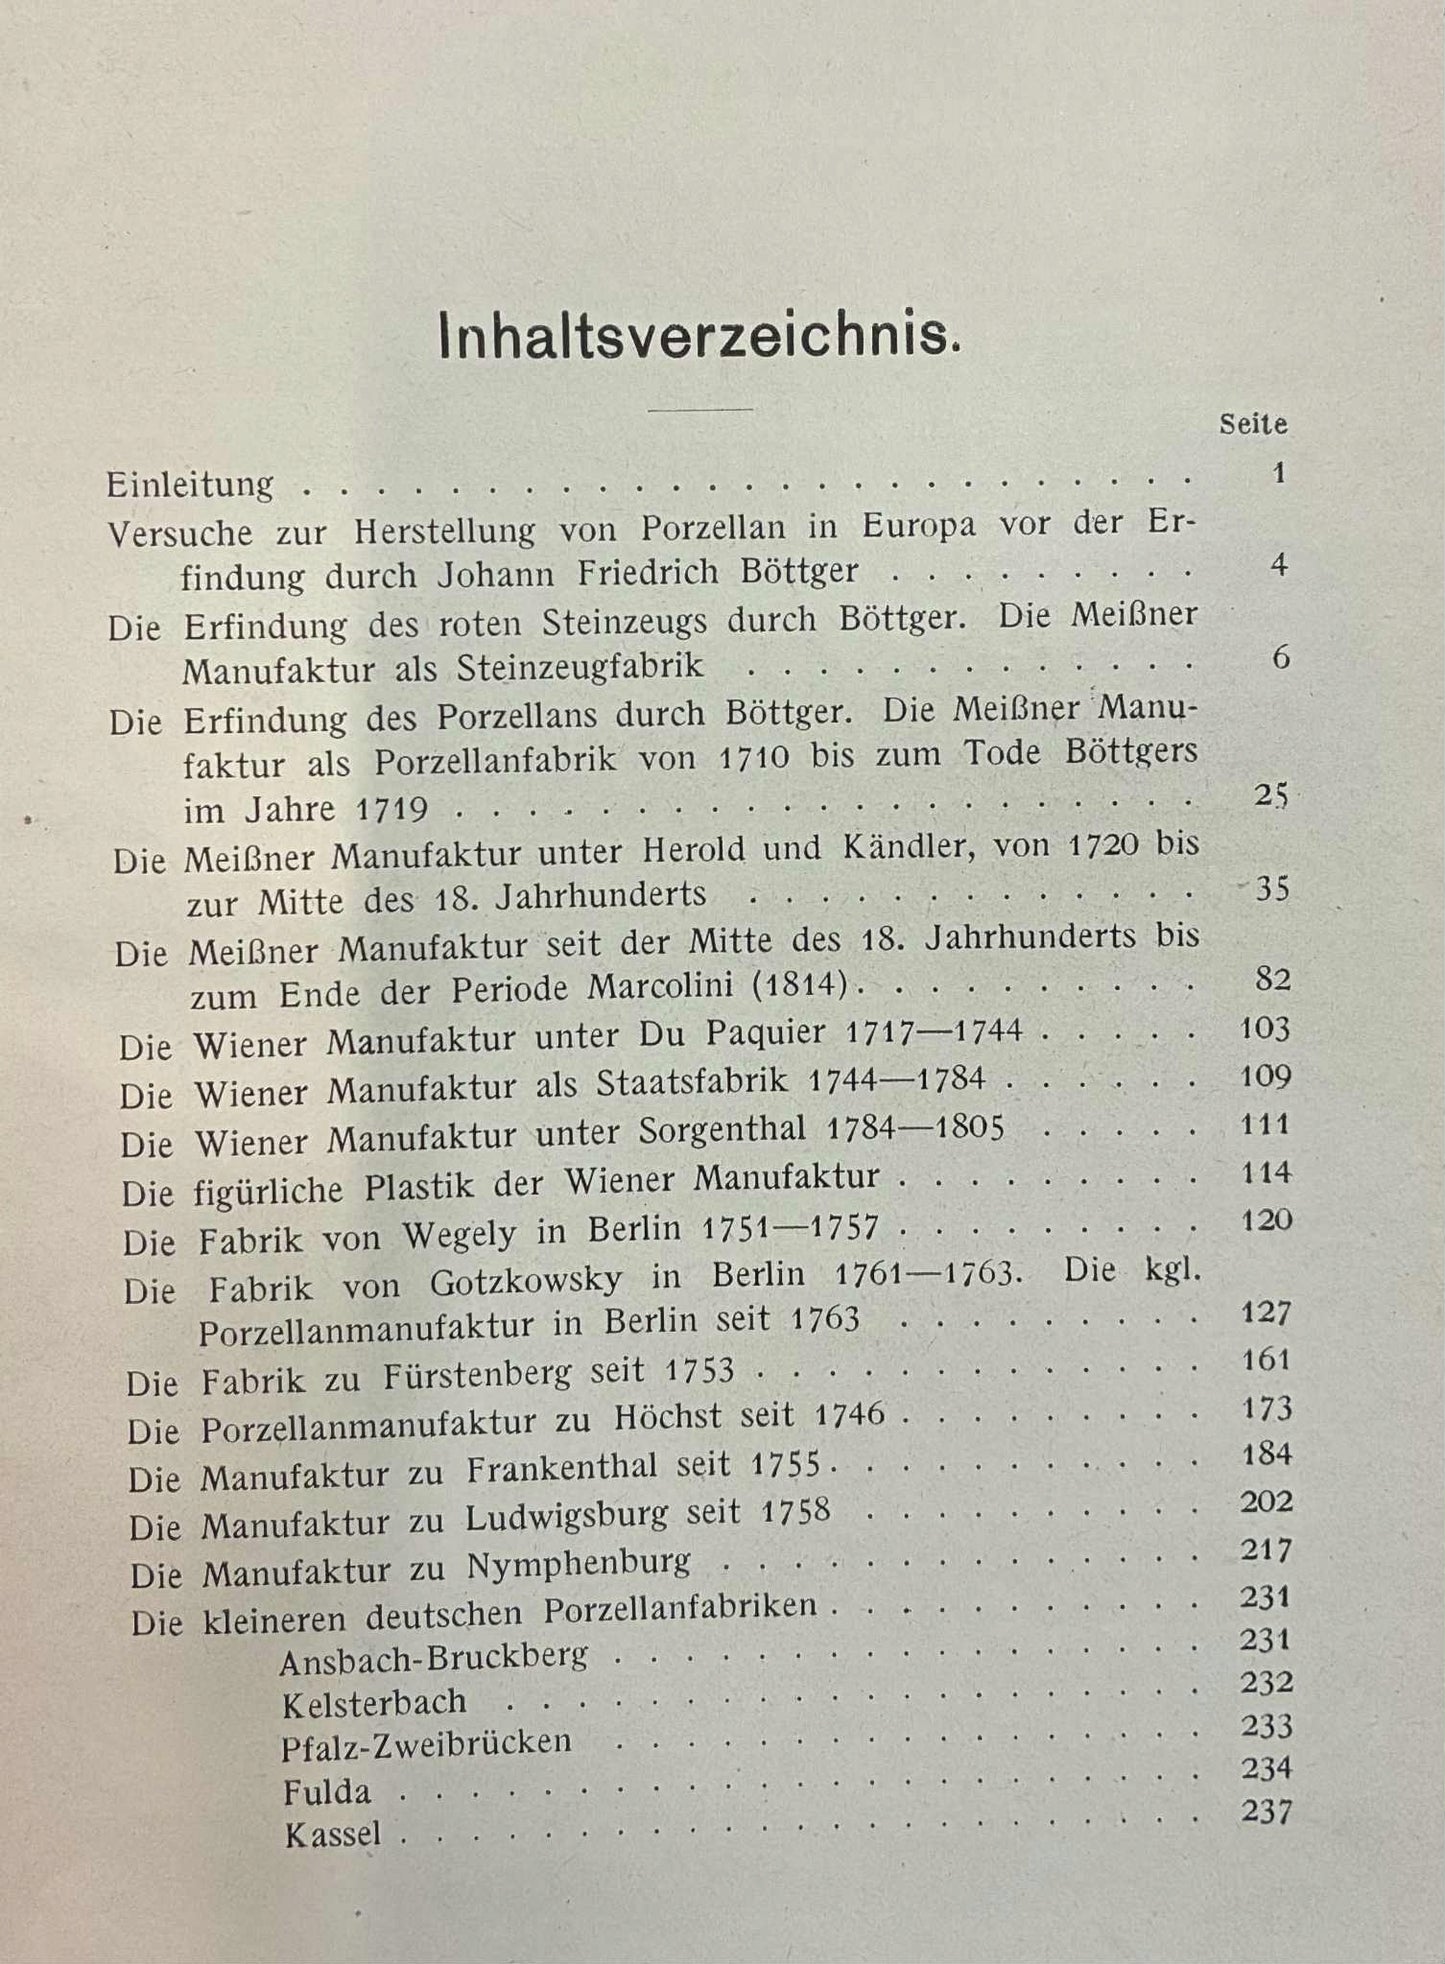 Inhaltsverzeichnis.
Seite
Einleitung . . . . . . . . . . . . . . . . . . . . . . . . . 1
Versuche zur Herstellung von Porzellan in Europa vor der Er-
findung durch Johann Friedrich Böttger . . . . . . . . . 4
Die Erfindung des roten Steinzeugs durch Böttger. Die Meißner
Manufaktur als Steinzeugfabrik . . . . . . . . . . . . . 6
Die Erfindung des Porzellans durch Böttger. Die Meißner Manu-
faktur als Porzellanfabrik von 1710 bis zum Tode Böttgers
im Jahre 1719 . . . . . . . . . . . . . . . . . . . . . 25
Die Meißner Manufaktur unter Herold und Kändler, von 1720 bis
zur Mitte des 18. Jahrhunderts . . . . . . . . . . . . . 35
Die Meißner Manufaktur seit der Mitte des 18. Jahrhunderts bis
zum Ende der Periode Marcolini (1814) . . . . . . . . . . 82
Die Wiener Manufaktur unter Du Paquier 1717—1744 . . . . . 103
Die Wiener Manufaktur als Staatsfabrik 1744—1784 . . . . . . 109
Die Wiener Manufaktur unter Sorgenthal 1784—1805 . . . . . 111
Die figürliche Plastik der Wiener Manufaktur . . . . . . . . . 114
Die Fabrik von Wegely in Berlin 1751—1757 . . . . . . . . . 120
Die Fabrik von Gotzkowsky in Berlin 1761—1763. Die kgl.
Porzellanmanufaktur in Berlin seit 1763 . . . . . . . . . 127
Die Fabrik zu Fürstenberg seit 1753 . . . . . . . . . . . . . 161
Die Porzellanmanufaktur zu Höchst seit 1746 . . . . . . . . . 173
Die Manufaktur zu Frankenthal seit 1755 . . . . . . . . . . . 184
Die Manufaktur zu Ludwigsburg seit 1758 . . . . . . . . . . 202
Die Manufaktur zu Nymphenburg . . . . . . . . . . . . . . 217
Die kleineren deutschen Porzellanfabriken . . . . . . . . . . . 231
Ansbach-Bruckberg . . . . . . . . . . . . . . . . . 231
Kelsterbach . . . . . . . . . . . . . . . . . . . . 232
Pfalz-Zweibrücken . . . . . . . . . . . . . . . . . 233
Fulda . . . . . . . . . . . . . . . . . . . . . . . 234
Kassel . . . . . . . . . . . . . . . . . . . . . . . 237